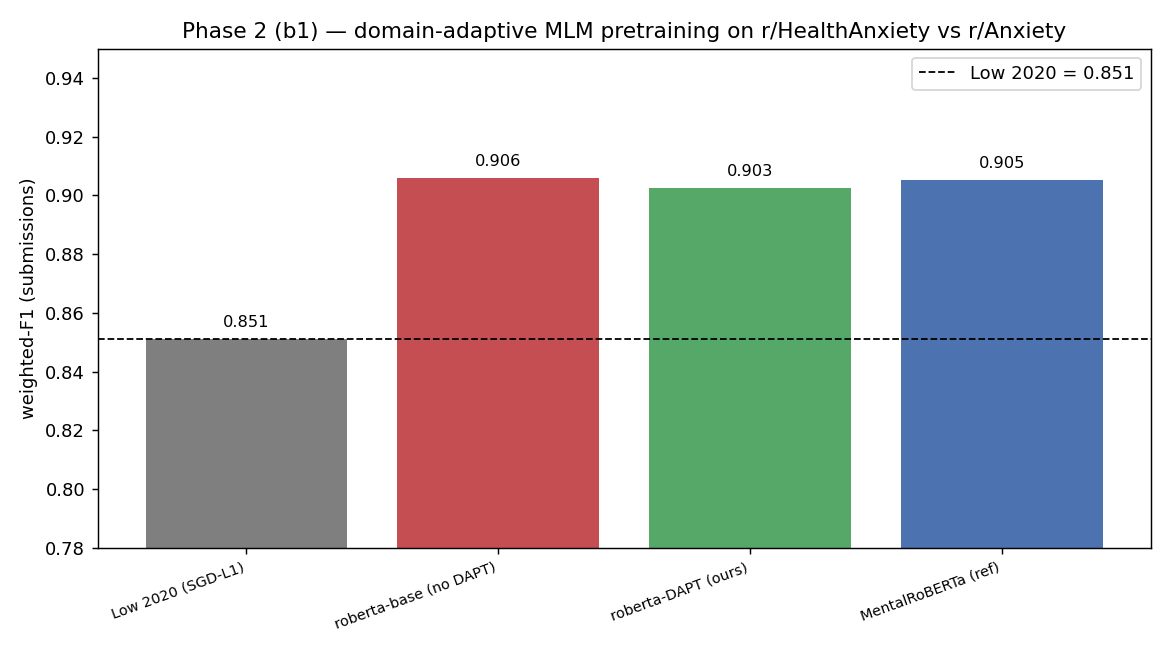 Phase 2 (b1) — domain-adaptive MLM pretraining on r/HealthAnxiety vs r/Anxiety
Low 2020 = 0.851
weighted-F1 (submissions)
0.94
0.92
0.90
0.88
0.86
0.84
0.82
0.80
0.78
0.851
0.906
0.903
0.905
Low 2020 (SGD-L1)
roberta-base (no DAPT)
roberta-DAPT (ours)
MentalRoBERTa (ref)